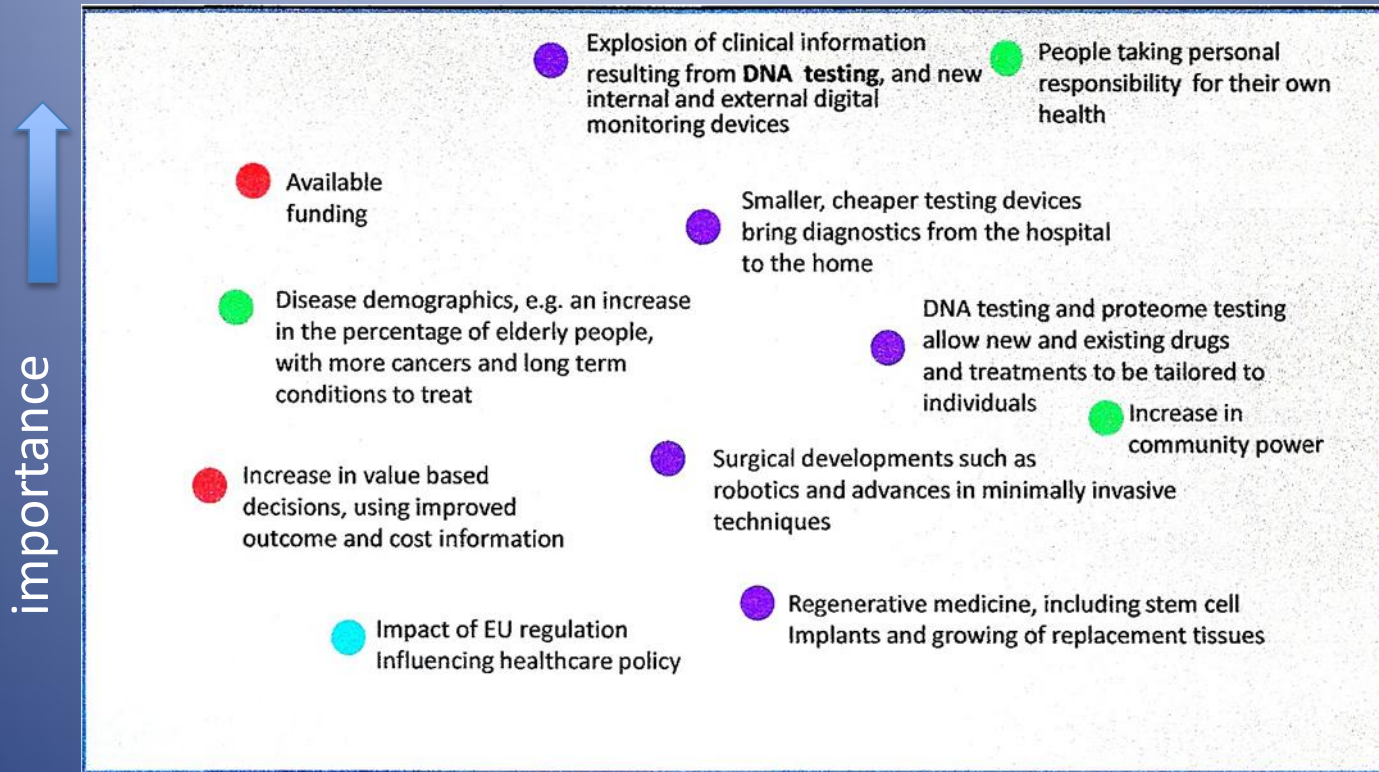 importance
Explosion of clinical information
resulting from DNA testing, and new
internal and external digital
monitoring devices
People taking personal
responsibility for their own
health
Available
funding
Smaller, cheaper testing devices
bring diagnostics from the hospital
to the home
Disease demographics, e.g. an increase
in the percentage of elderly people,
with more cancers and long term
conditions to treat
DNA testing and proteome testing
allow new and existing drugs
and treatments to be tailored to
individuals
Increase in
community power
Increase in value based
decisions, using improved
outcome and cost information
Surgical developments such as
robotics and advances in minimally invasive
techniques
Impact of EU regulation
Influencing healthcare policy
Regenerative medicine, including stem cell
Implants and growing of replacement tissues